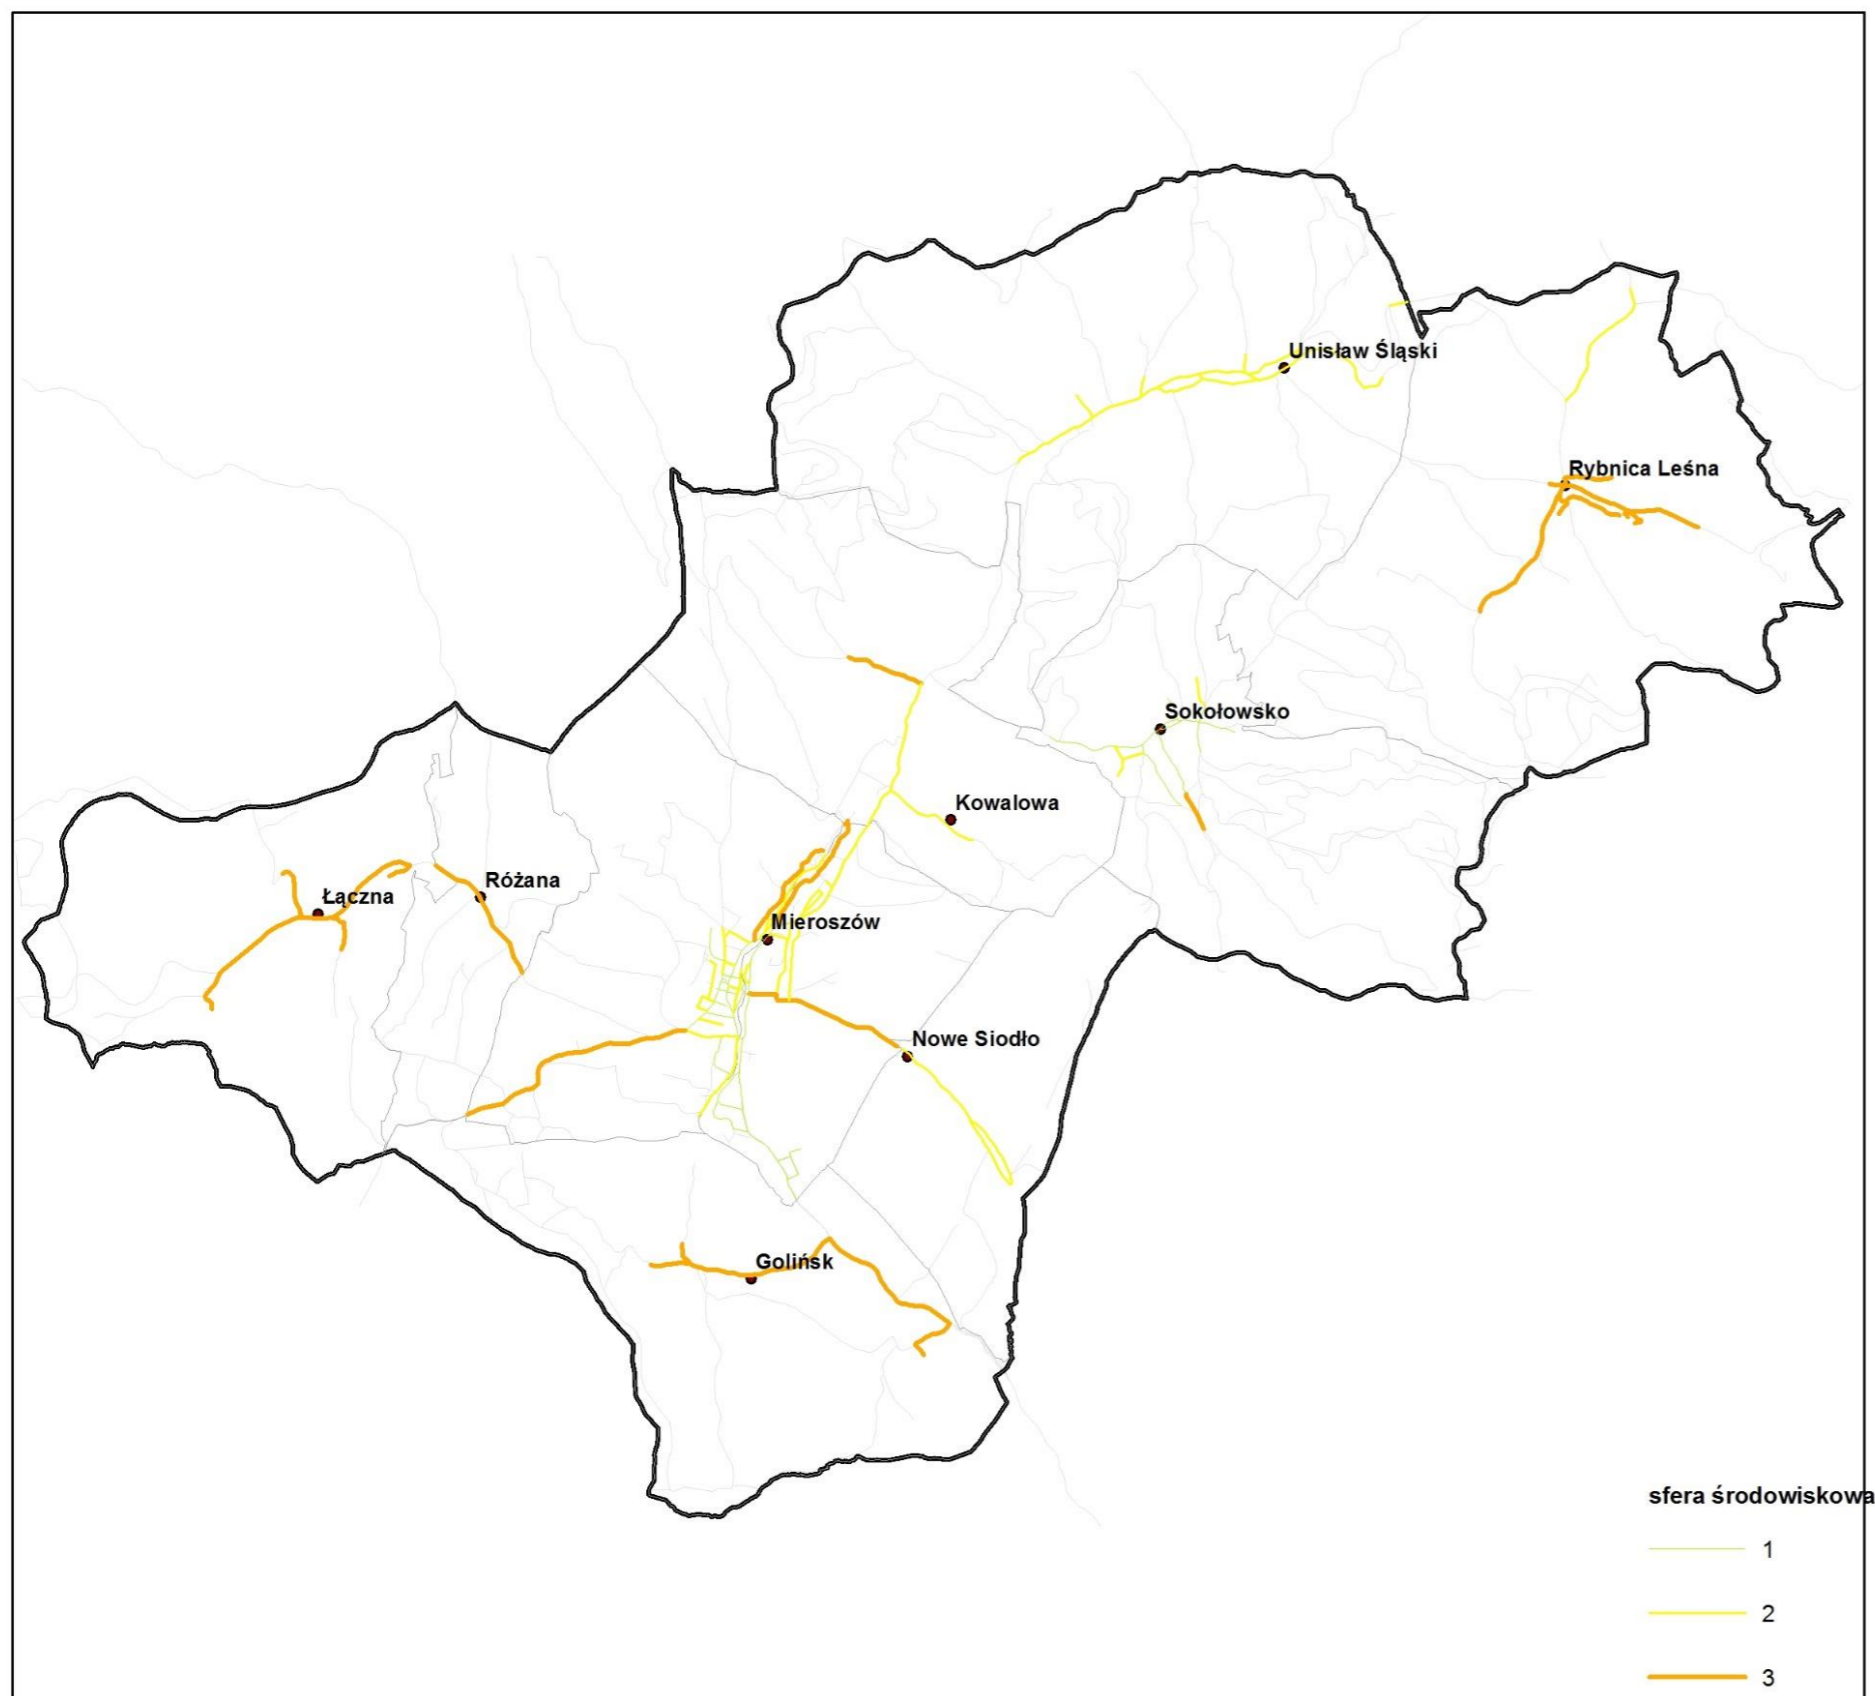 Unisław Śląski
Rybnica Leśna
Sokołowsko
Kowalowa
Różana
Łączna
Mieroszów
Nowe Siodło
Golińsk
sfera środowiskowa
1
2
3